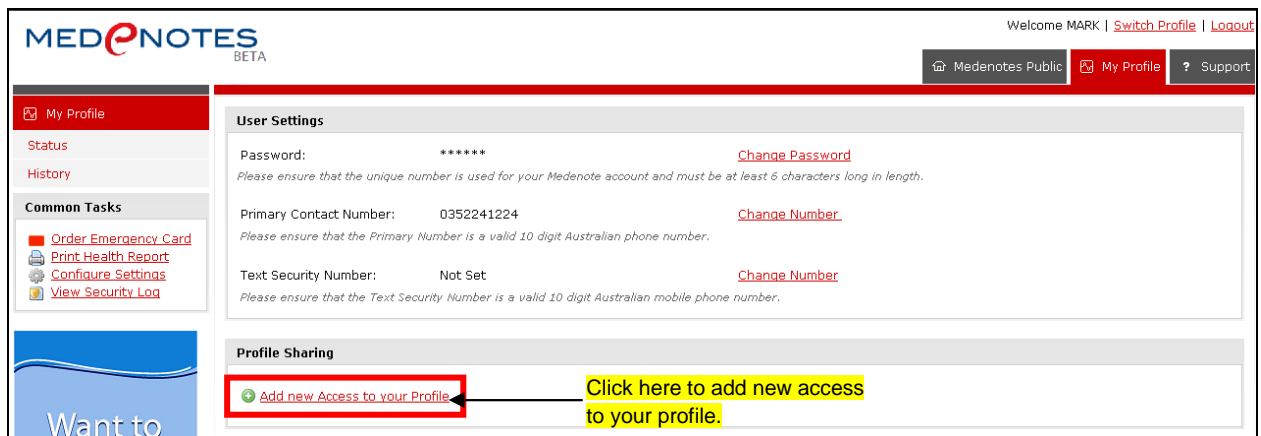 Welcome MARK | Switch Profile | Logout
MEDeNOTES
BETA
Medenotes Public
My Profile
? Support
My Profile
Status
History
Common Tasks
Order Emergency Card
Print Health Report
Configure Settings
View Security Log
Want to
User Settings
Password: ****** Change Password
Please ensure that the unique number is used for your Medenote account and must be at least 6 characters long in length.
Primary Contact Number: 0352241224 Change Number
Please ensure that the Primary Number is a valid 10 digit Australian phone number.
Text Security Number: Not Set Change Number
Please ensure that the Text Security Number is a valid 10 digit Australian mobile phone number.
Profile Sharing
Add new Access to your Profile
Click here to add new access
to your profile.